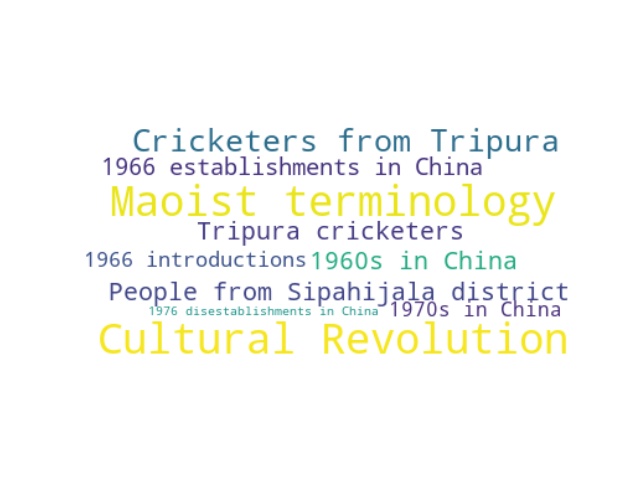 Cricketers from Tripura
1966 establishments in China
Maoist terminology
Tripura cricketers
1966 introductions
1960s in China
People from Sipahijala district
1976 disestablishments in China
1970s in China
Cultural Revolution